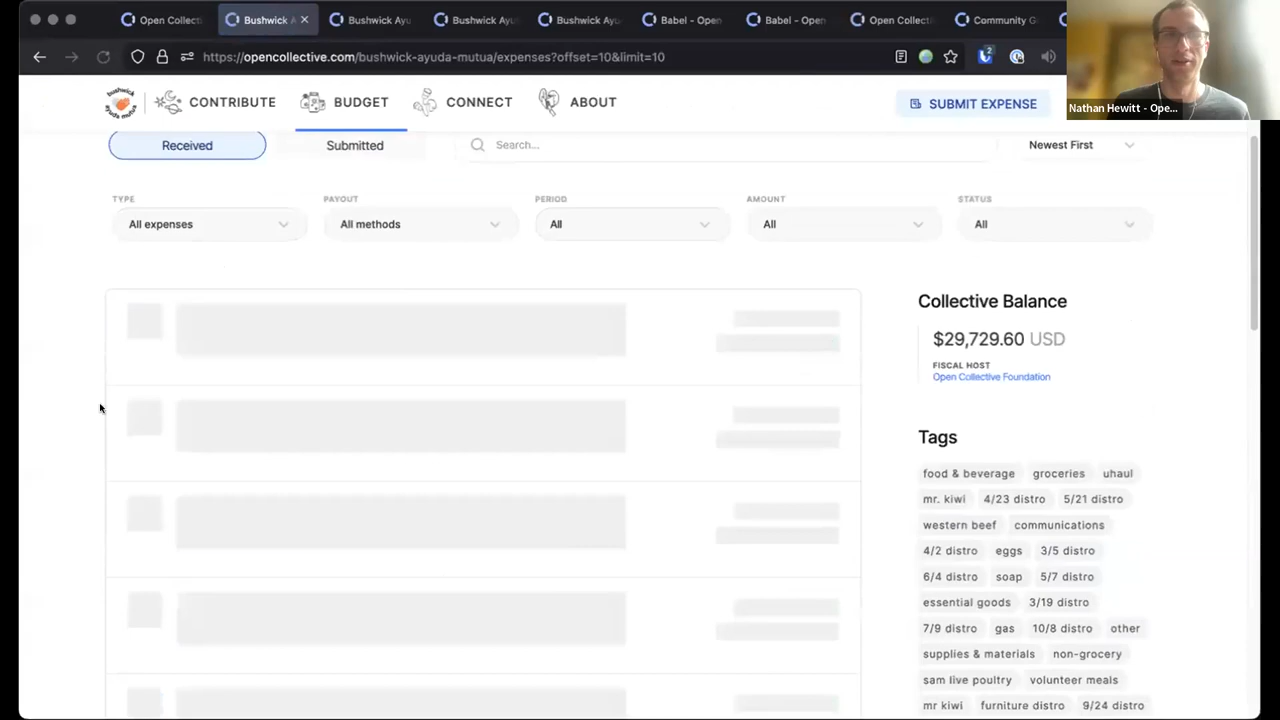 Open Collecti
Bushwick A
Bushwick Ayu
Bushwick Ayu
Bushwick Ayu
Babel - Open
Babel - Open
Open Collecti
Community G
https://opencollective.com/bushwick-ayuda-mutua/expenses?offset=10&limit=10
2
Nathan Hewitt - Ope...
bushwick
ayuda mutua
CONTRIBUTE
BUDGET
CONNECT
ABOUT
SUBMIT EXPENSE
Received
Submitted
Search...
Newest First
TYPE
PAYOUT
PERIOD
AMOUNT
STATUS
All expenses
All methods
All
All
All
Collective Balance
$29,729.60 USD
FISCAL HOST
Open Collective Foundation
Tags
food & beverage groceries uhaul
mr. kiwi 4/23 distro 5/21 distro
western beef communications
4/2 distro eggs 3/5 distro
6/4 distro soap 5/7 distro
essential goods 3/19 distro
7/9 distro gas 10/8 distro other
supplies & materials non-grocery
sam live poultry volunteer meals
mr kiwi furniture distro 9/24 distro